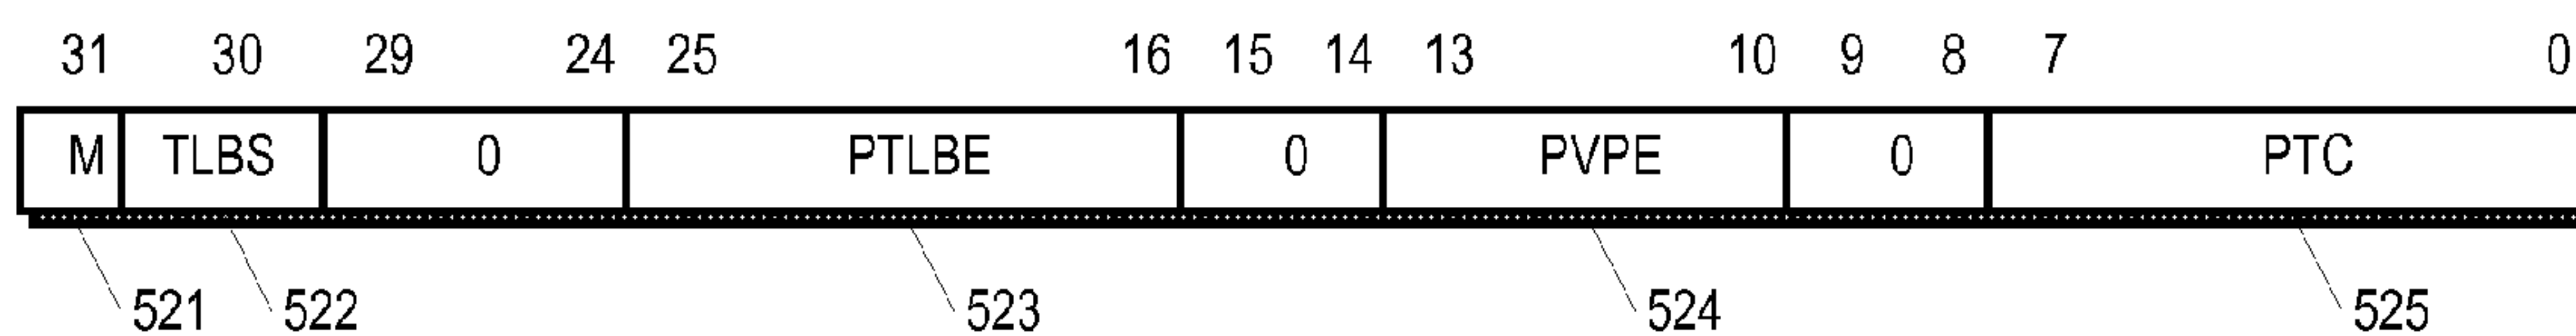 31 30 29 24 25 16 15 14 13 10 9 8 7 0
M TLBS 0 PTLBE 0 PVPE 0 PTC
521 522 523 524 525